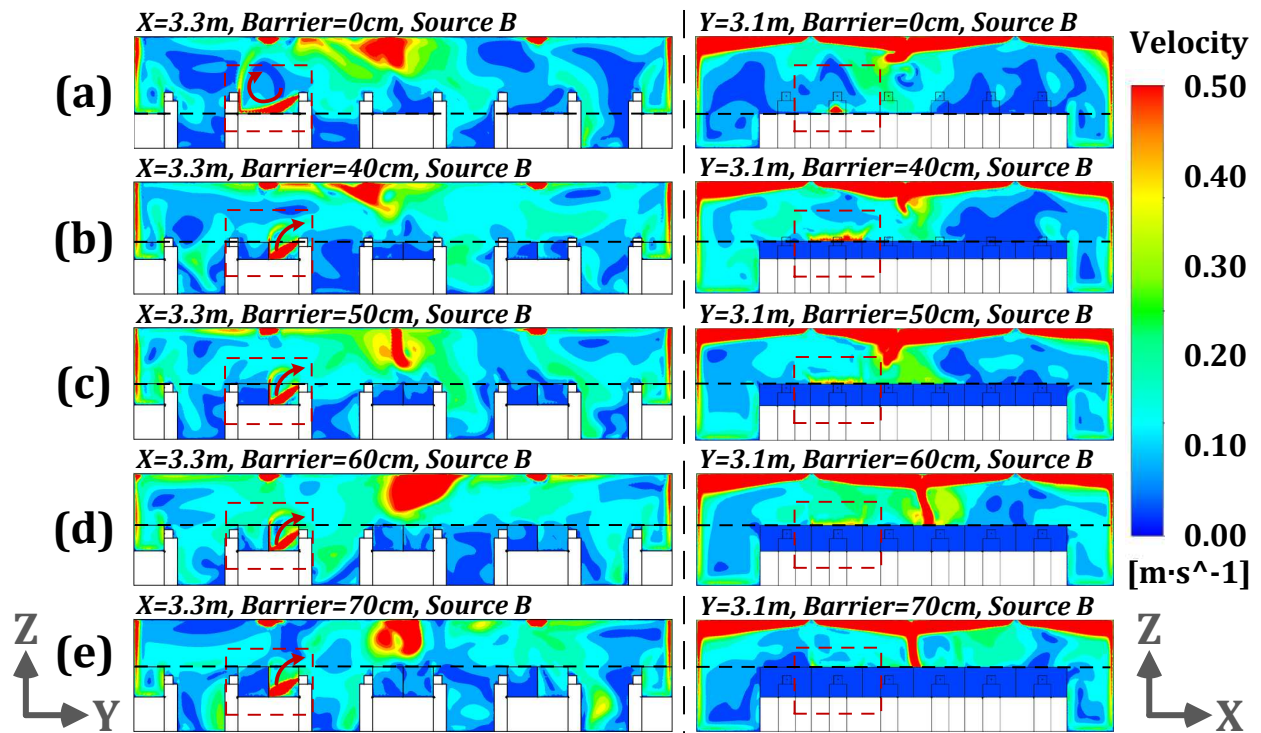 X=3.3m, Barrier=0cm, Source B
Y=3.1m, Barrier=0cm, Source B
Velocity
(a)
0.50
X=3.3m, Barrier=40cm, Source B
Y=3.1m, Barrier=40cm, Source B
0.40
(b)
0.30
X=3.3m, Barrier=50cm, Source B
Y=3.1m, Barrier=50cm, Source B
0.20
(c)
0.10
X=3.3m, Barrier=60cm, Source B
Y=3.1m, Barrier=60cm, Source B
(d)
0.00
[m·s^-1]
X=3.3m, Barrier=70cm, Source B
Y=3.1m, Barrier=70cm, Source B
(e)
Z
Y
Z
X